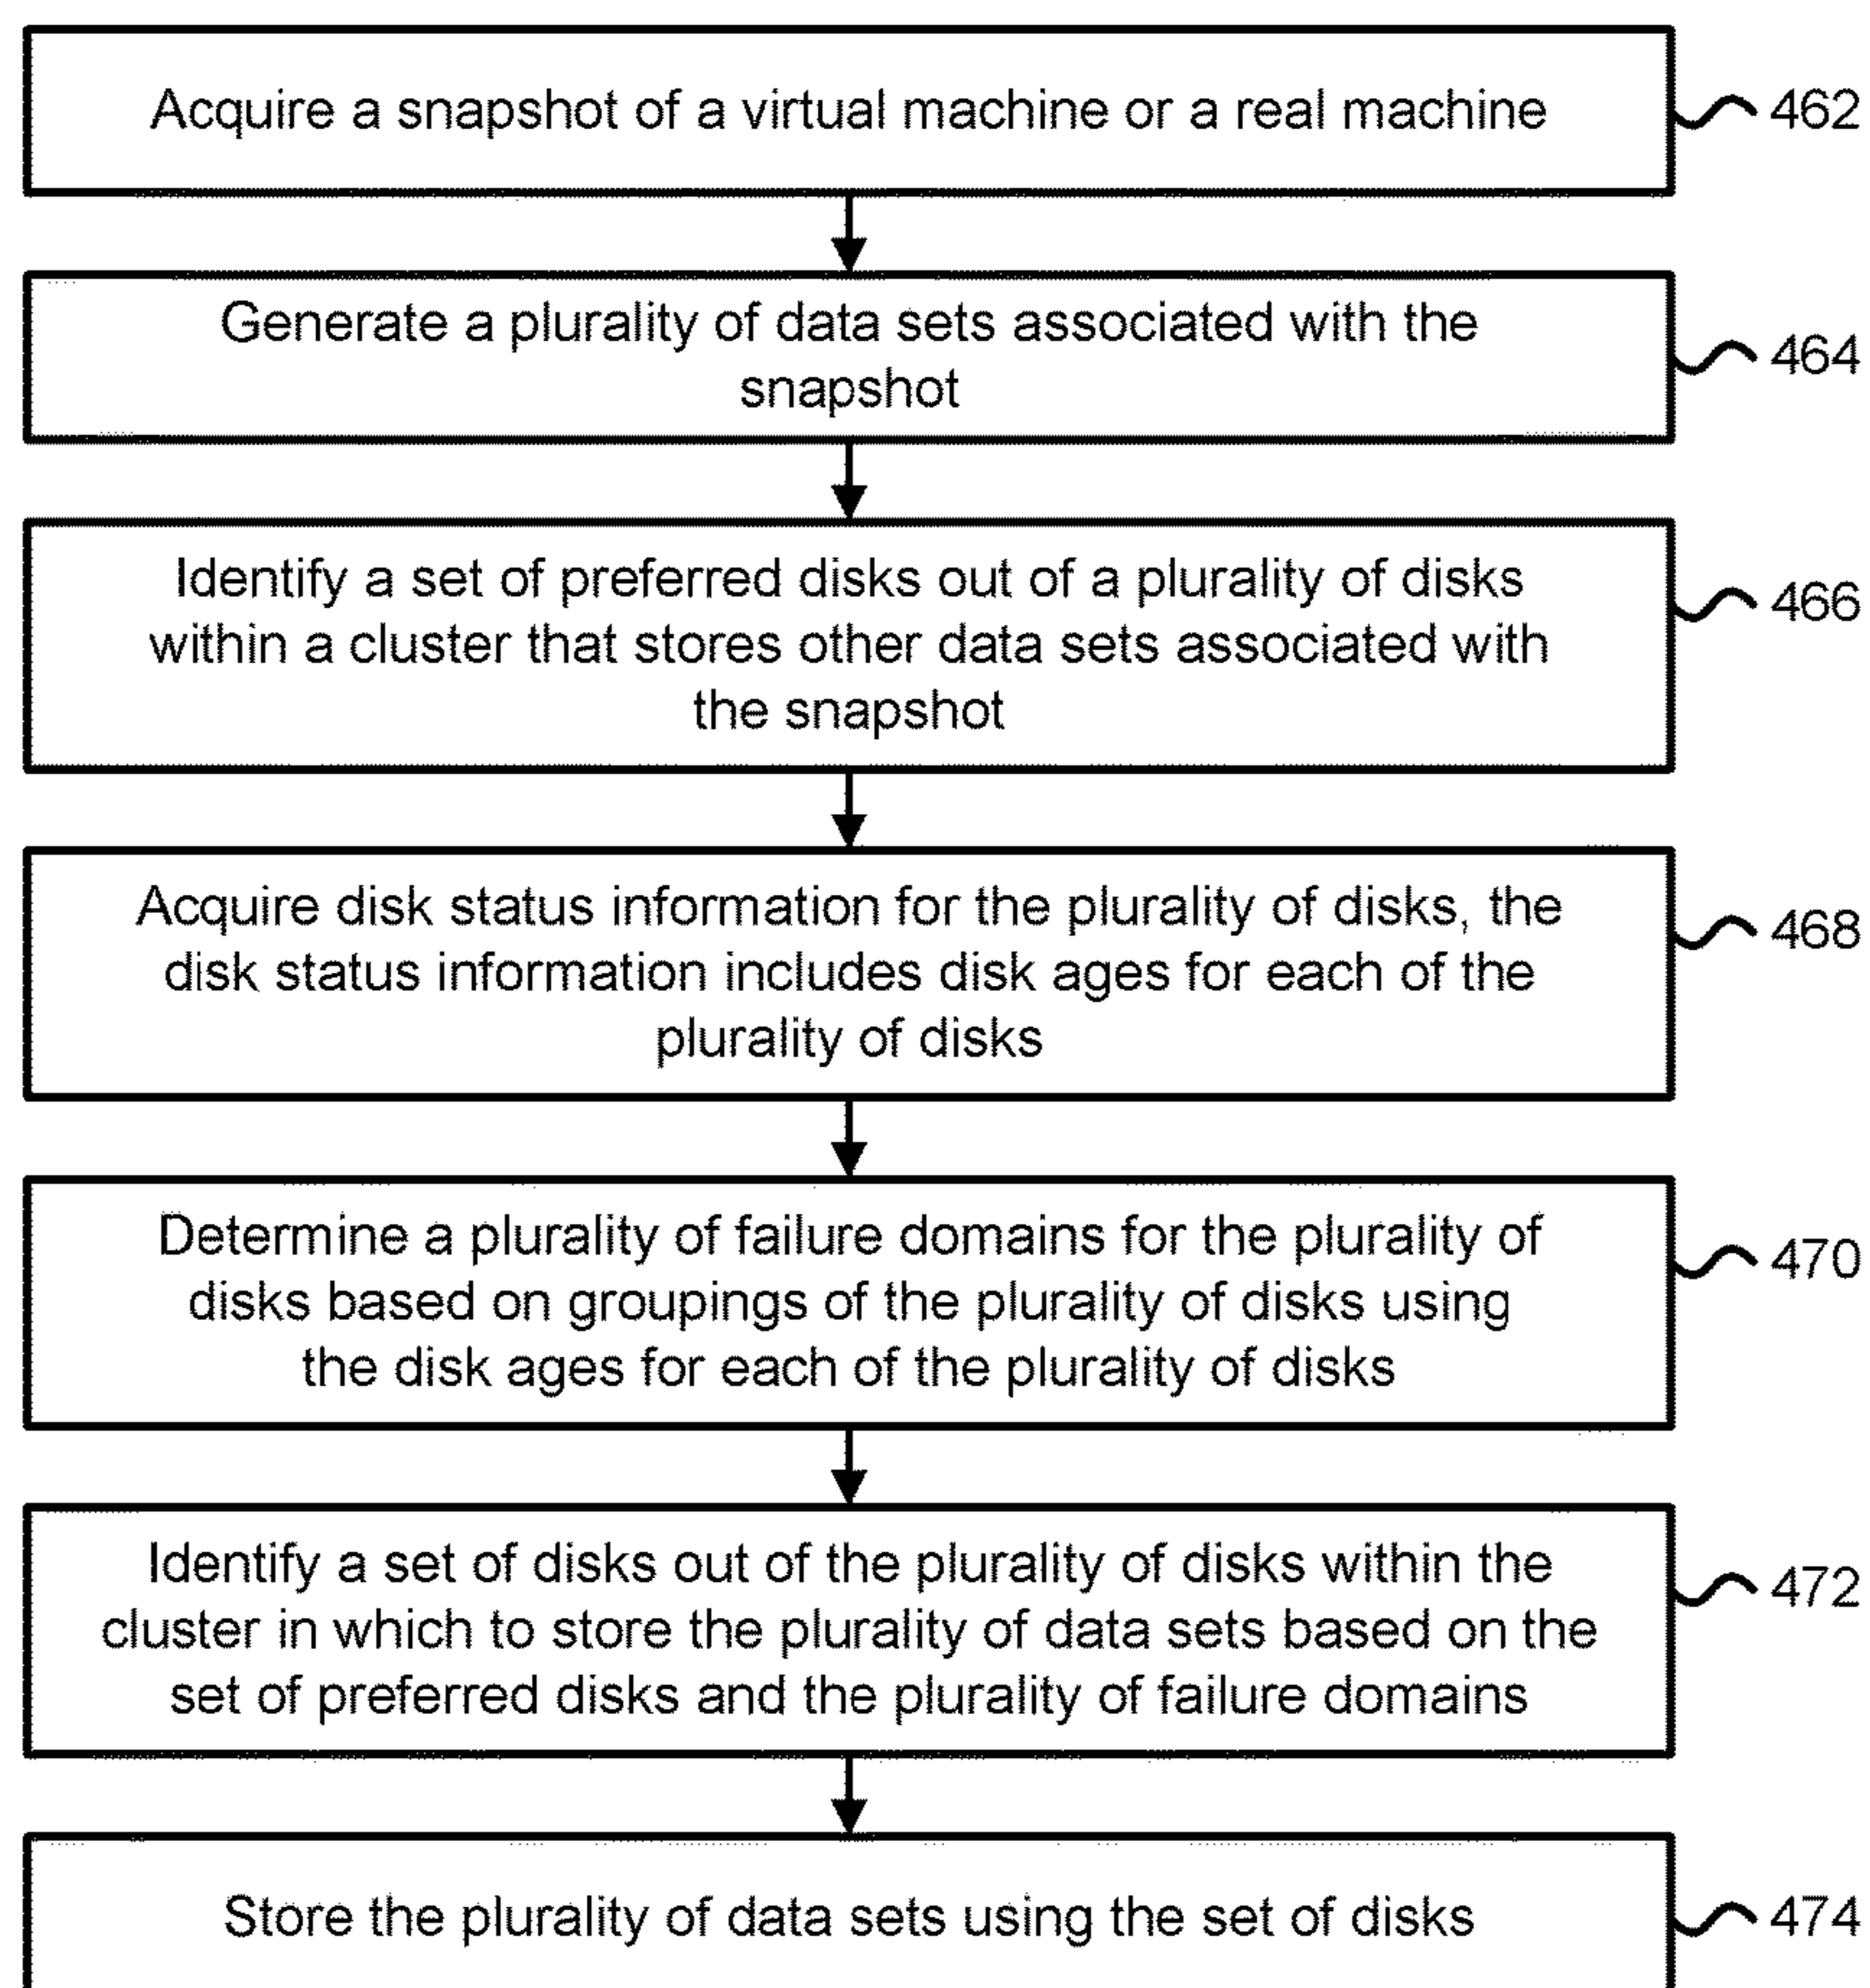 Acquire a snapshot of a virtual machine or a real machine
462
Generate a plurality of data sets associated with the
snapshot
464
Identify a set of preferred disks out of a plurality of disks
within a cluster that stores other data sets associated with
the snapshot
466
Acquire disk status information for the plurality of disks, the
disk status information includes disk ages for each of the
plurality of disks
468
Determine a plurality of failure domains for the plurality of
disks based on groupings of the plurality of disks using
the disk ages for each of the plurality of disks
470
Identify a set of disks out of the plurality of disks within the
cluster in which to store the plurality of data sets based on the
set of preferred disks and the plurality of failure domains
472
Store the plurality of data sets using the set of disks
474